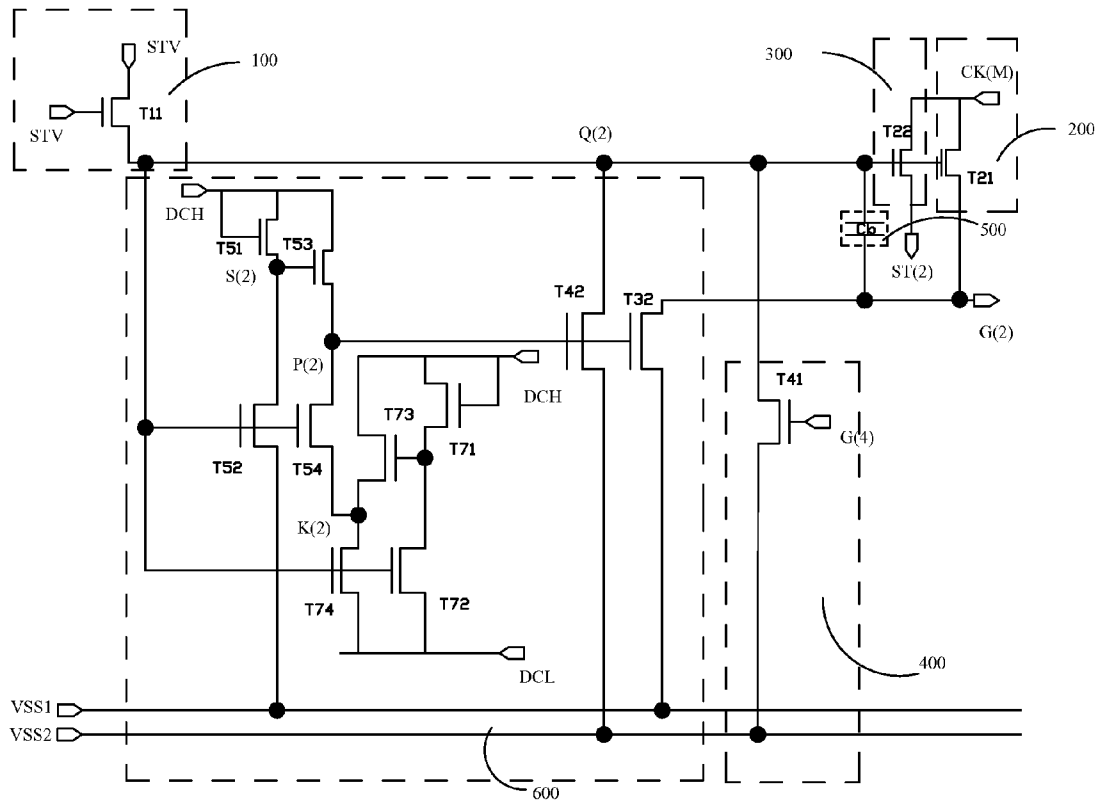 STV
100
STV
T11
300
CK(M)
200
Q(2)
T22
T21
DCH
T51
T53
S(2)
Cb
500
ST(2)
T42
T32
G(2)
P(2)
DCH
T41
T73
T71
G(4)
T52
T54
K(2)
T74
T72
DCL
400
VSS1
VSS2
600